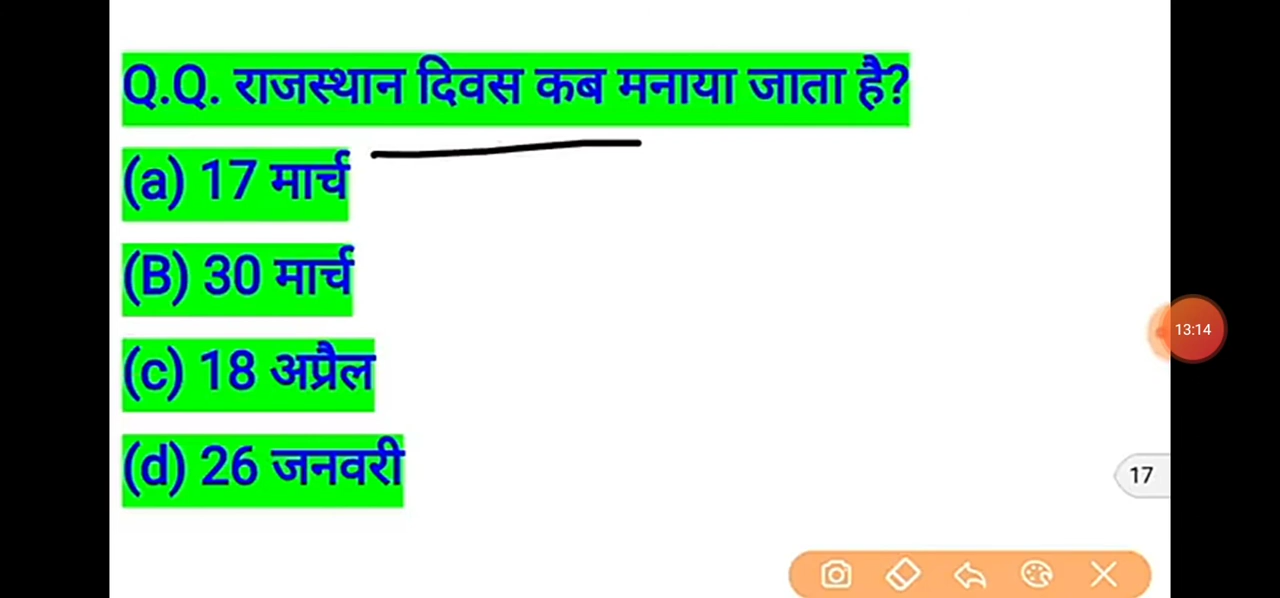 Q.Q. राजस्थान दिवस कब मनाया जाता है?
(a) 17 मार्च
(B) 30 मार्च
(c) 18 अप्रैल
(d) 26 जनवरी
13:14
17